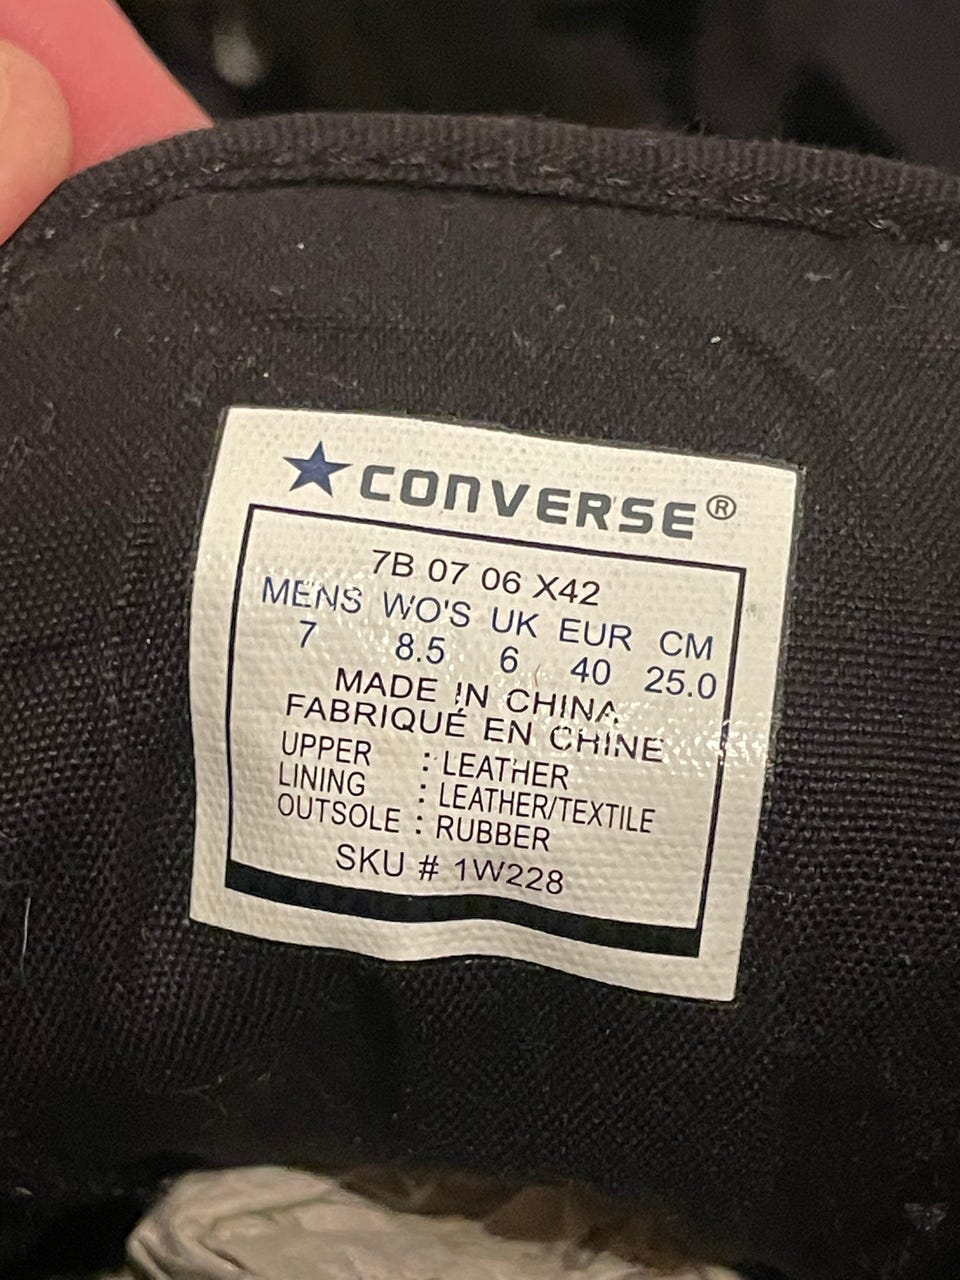 CONVERSE®
7B 07 06 X42
MENS WO'S UK EUR CM
7 8.5 6 40 25.0
MADE IN CHINA
FABRIQUÉ EN CHINE
UPPER : LEATHER
LINING : LEATHER/TEXTILE
OUTSOLE : RUBBER
SKU # 1W228